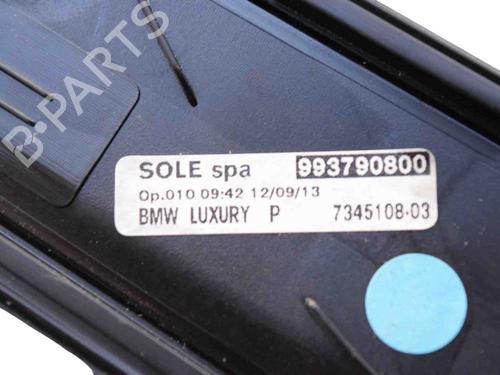 B-PARTS
SOLE spa 993790800
Op.010 09:42 12/09/13
BMW LUXURY P 7345108-03